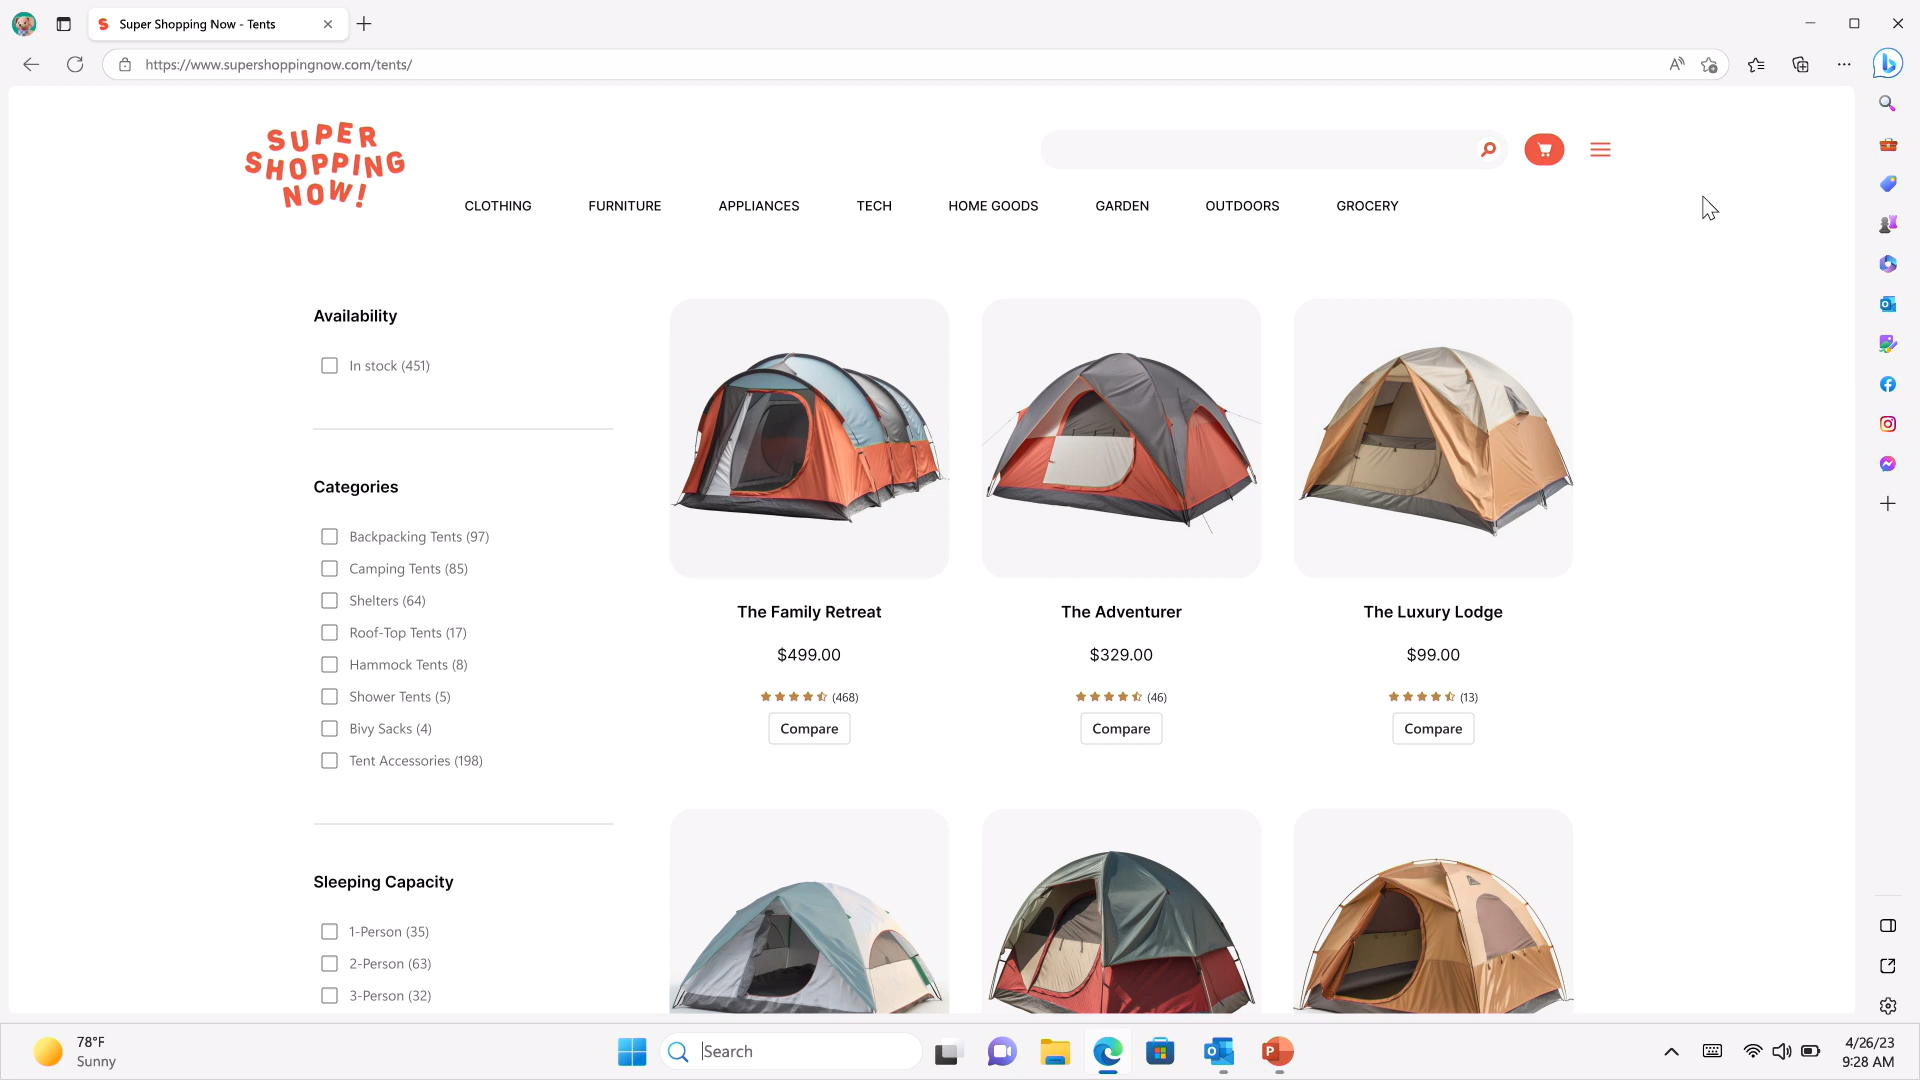 Super Shopping Now - Tents
https://www.supershoppingnow.com/tents/
SUPER
SHOPPING
NOW!
CLOTHING FURNITURE APPLIANCES TECH HOME GOODS GARDEN OUTDOORS GROCERY
Availability
In stock (451)
Categories
Backpacking Tents (97)
Camping Tents (85)
Shelters (64)
Roof-Top Tents (17)
Hammock Tents (8)
Shower Tents (5)
Bivy Sacks (4)
Tent Accessories (198)
Sleeping Capacity
1-Person (35)
2-Person (63)
3-Person (32)
The Family Retreat
$499.00
(468)
Compare
The Adventurer
$329.00
(46)
Compare
The Luxury Lodge
$99.00
(13)
Compare
78°F
Sunny
Search
4/26/23
9:28 AM